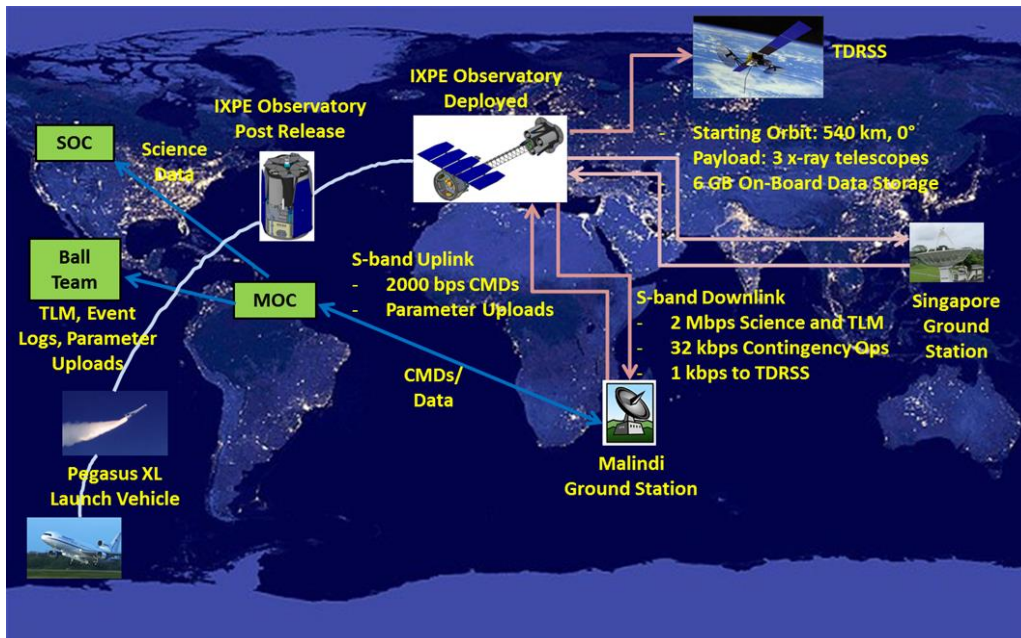 TDRSS
IXPE Observatory
Deployed
IXPE Observatory
Post Release
SOC
Science
Data
- Starting Orbit: 540 km, 0°
- Payload: 3 x-ray telescopes
- 6 GB On-Board Data Storage
Ball
Team
MOC
S-band Uplink
- 2000 bps CMDs
- Parameter Uploads
TLM, Event
Logs, Parameter
Uploads
S-band Downlink
- 2 Mbps Science and TLM
- 32 kbps Contingency Ops
- 1 kbps to TDRSS
Singapore
Ground
Station
CMDs/
Data
Malindi
Ground Station
Pegasus XL
Launch Vehicle